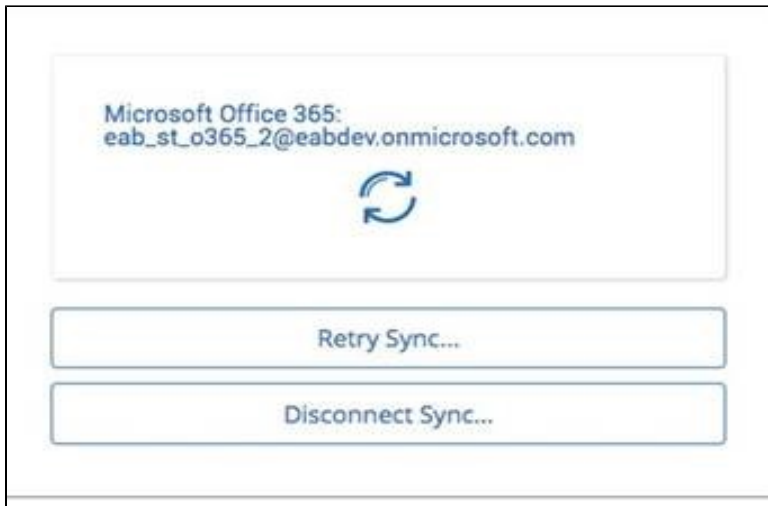 Microsoft Office 365:
eab_st_o365_2@eabdev.onmicrosoft.com
Retry Sync...
Disconnect Sync...